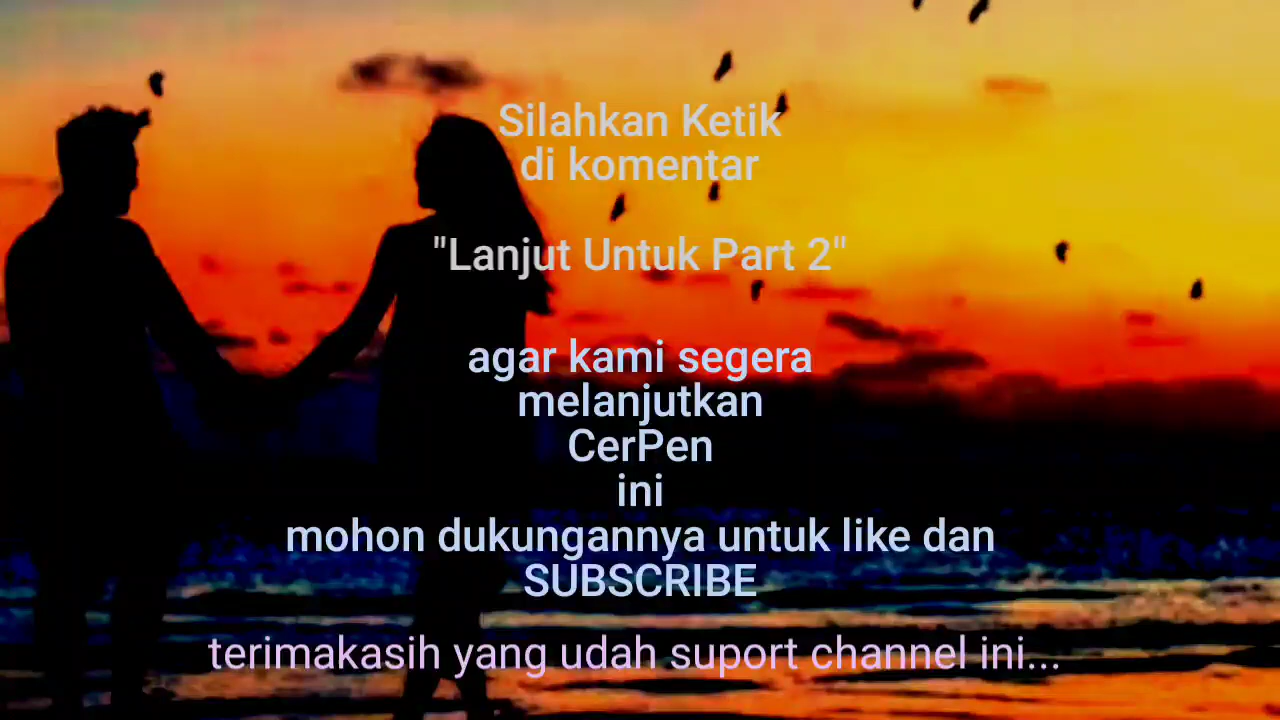 Silahkan Ketik
di komentar
"Lanjut Untuk Part 2"
agar kami segera
melanjutkan
CerPen
ini
mohon dukungannya untuk like dan
SUBSCRIBE
terimakasih yang udah suport channel ini...